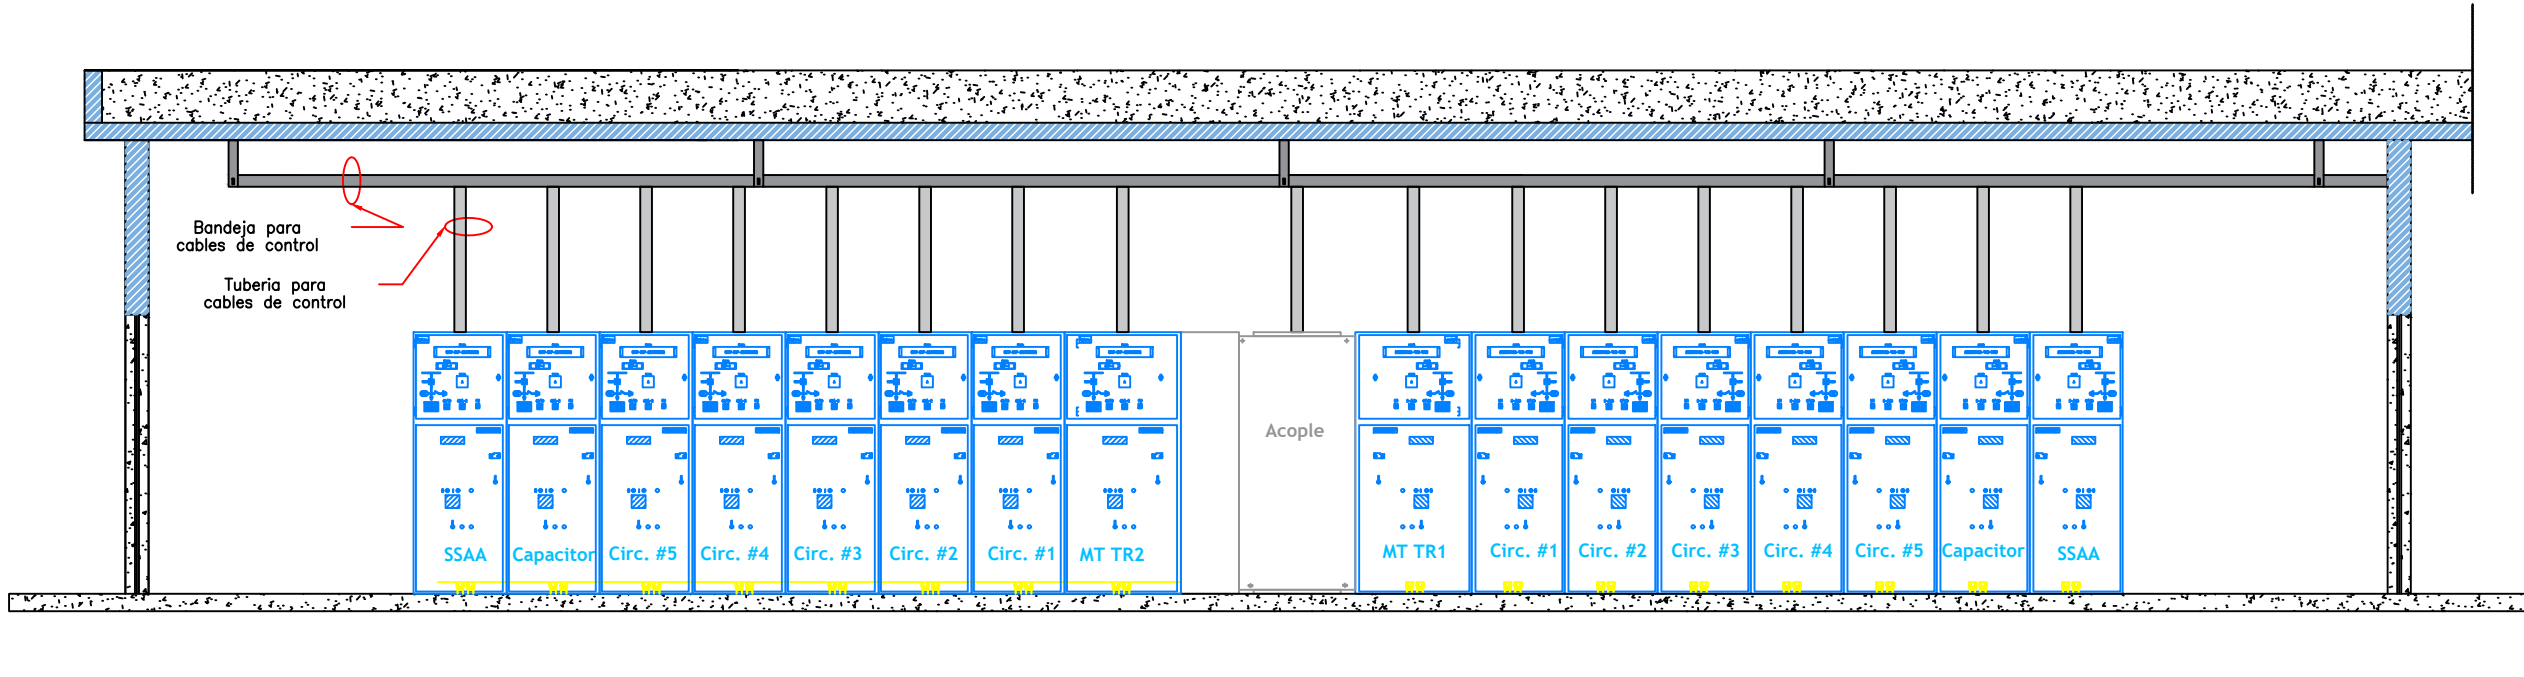 Bandeja para
cables de control
Tuberia para
cables de control
Acople
SSAA
Capacitor
Circ. #5
Circ. #4
Circ. #3
Circ. #2
Circ. #1
MT TR2
MT TR1
Circ. #1
Circ. #2
Circ. #3
Circ. #4
Circ. #5
Capacitor
SSAA